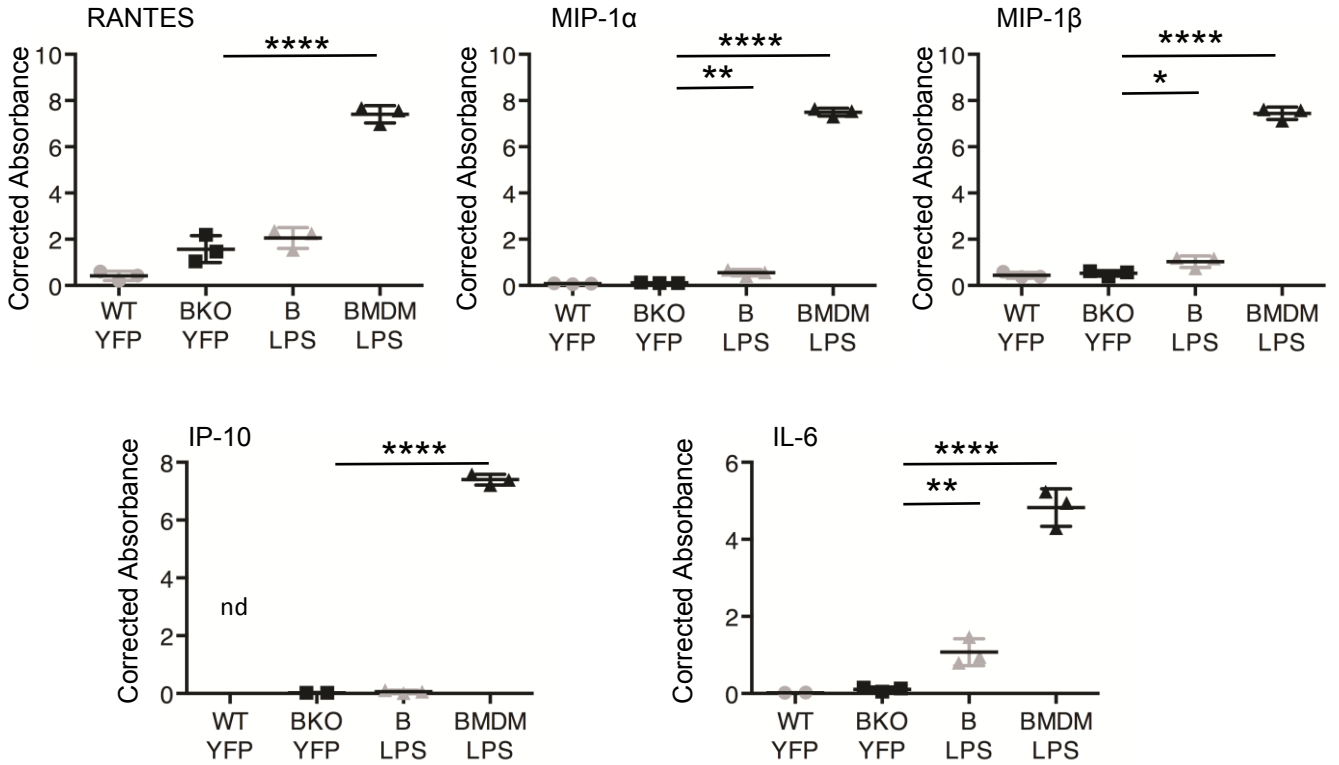 RANTES
****
Corrected Absorbance
10
8
6
4
2
0
WT BKO B BMDM
YFP YFP LPS LPS
MIP-1α
****
**
Corrected Absorbance
10
8
6
4
2
0
WT BKO B BMDM
YFP YFP LPS LPS
MIP-1β
****
*
Corrected Absorbance
10
8
6
4
2
0
WT BKO B BMDM
YFP YFP LPS LPS
IP-10
****
Corrected Absorbance
8
6
4
2
0
nd
WT BKO B BMDM
YFP YFP LPS LPS
IL-6
****
**
Corrected Absorbance
6
4
2
0
WT BKO B BMDM
YFP YFP LPS LPS